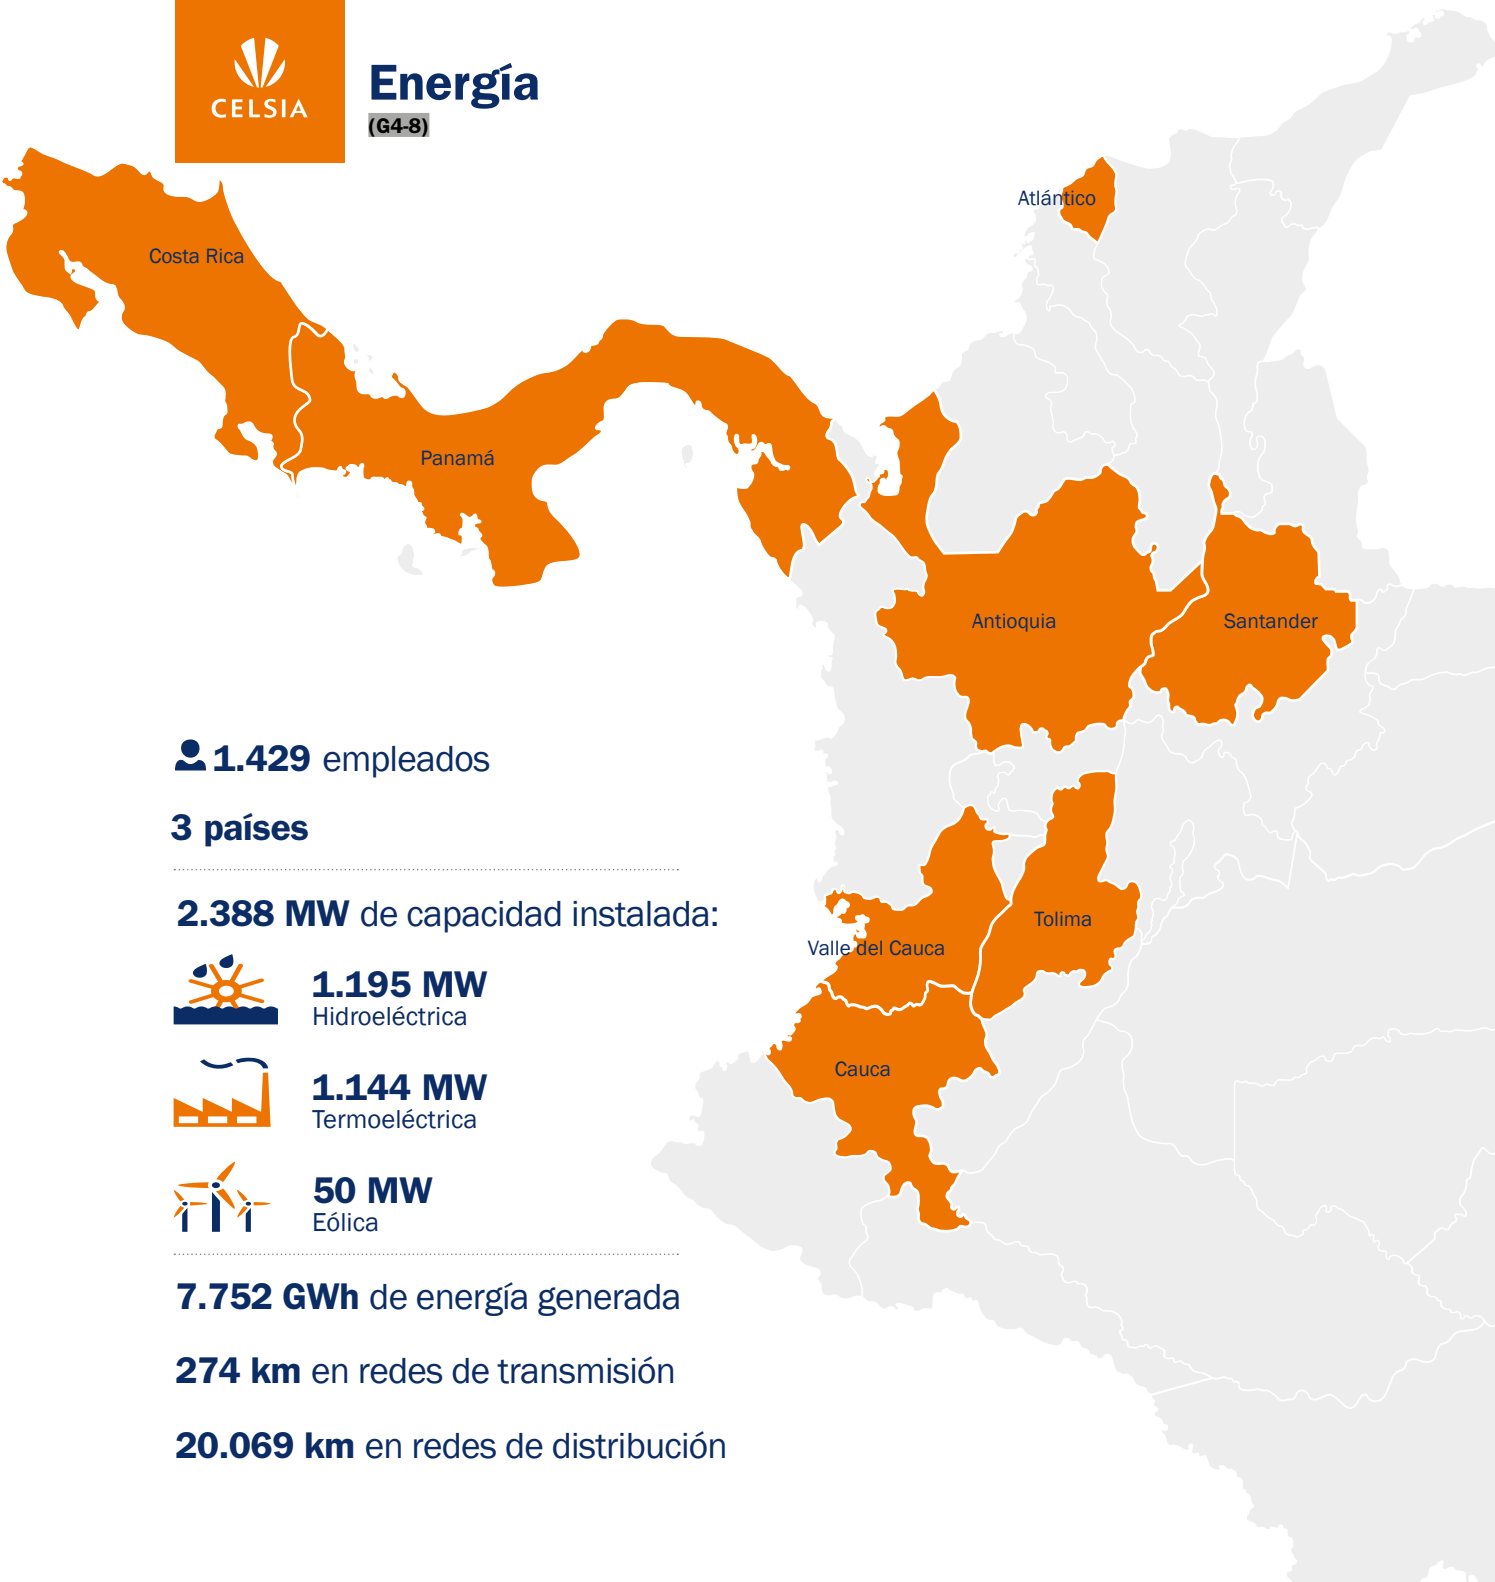 CELSIA
Energía
(G4-8)
Atlántico
Costa Rica
Panamá
Antioquia
Santander
1.429 empleados
3 países
2.388 MW de capacidad instalada:
1.195 MW
Hidroeléctrica
1.144 MW
Termoeléctrica
50 MW
Eólica
Tolima
Valle del Cauca
Cauca
7.752 GWh de energía generada
274 km en redes de transmisión
20.069 km en redes de distribución